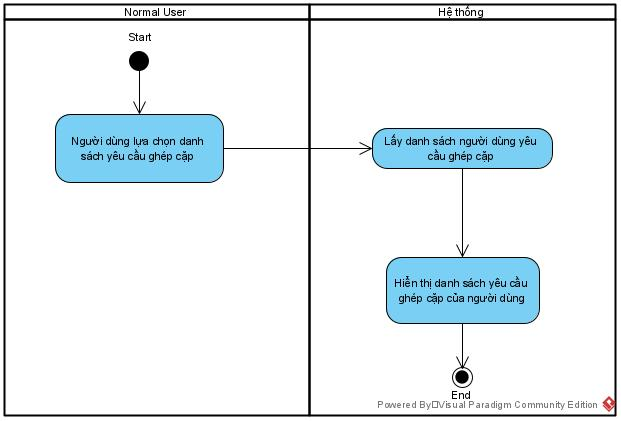 Normal User
Hệ thống
Start
Người dùng lựa chọn danh
sách yêu cầu ghép cặp
Lấy danh sách người dùng yêu
cầu ghép cặp
Hiển thị danh sách yêu cầu
ghép cặp của người dùng
End
Powered By□Visual Paradigm Community Edition